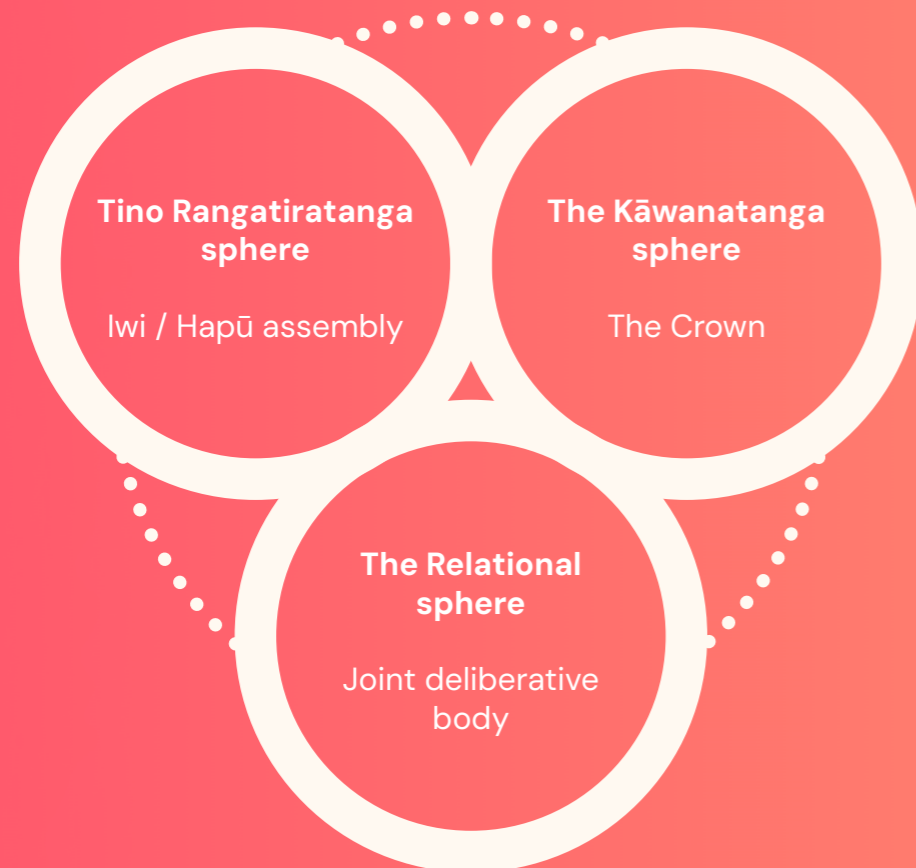 Tino Rangatiratanga
sphere
Iwi / Hapū assembly
The Kāwanatanga
sphere
The Crown
The Relational
sphere
Joint deliberative
body